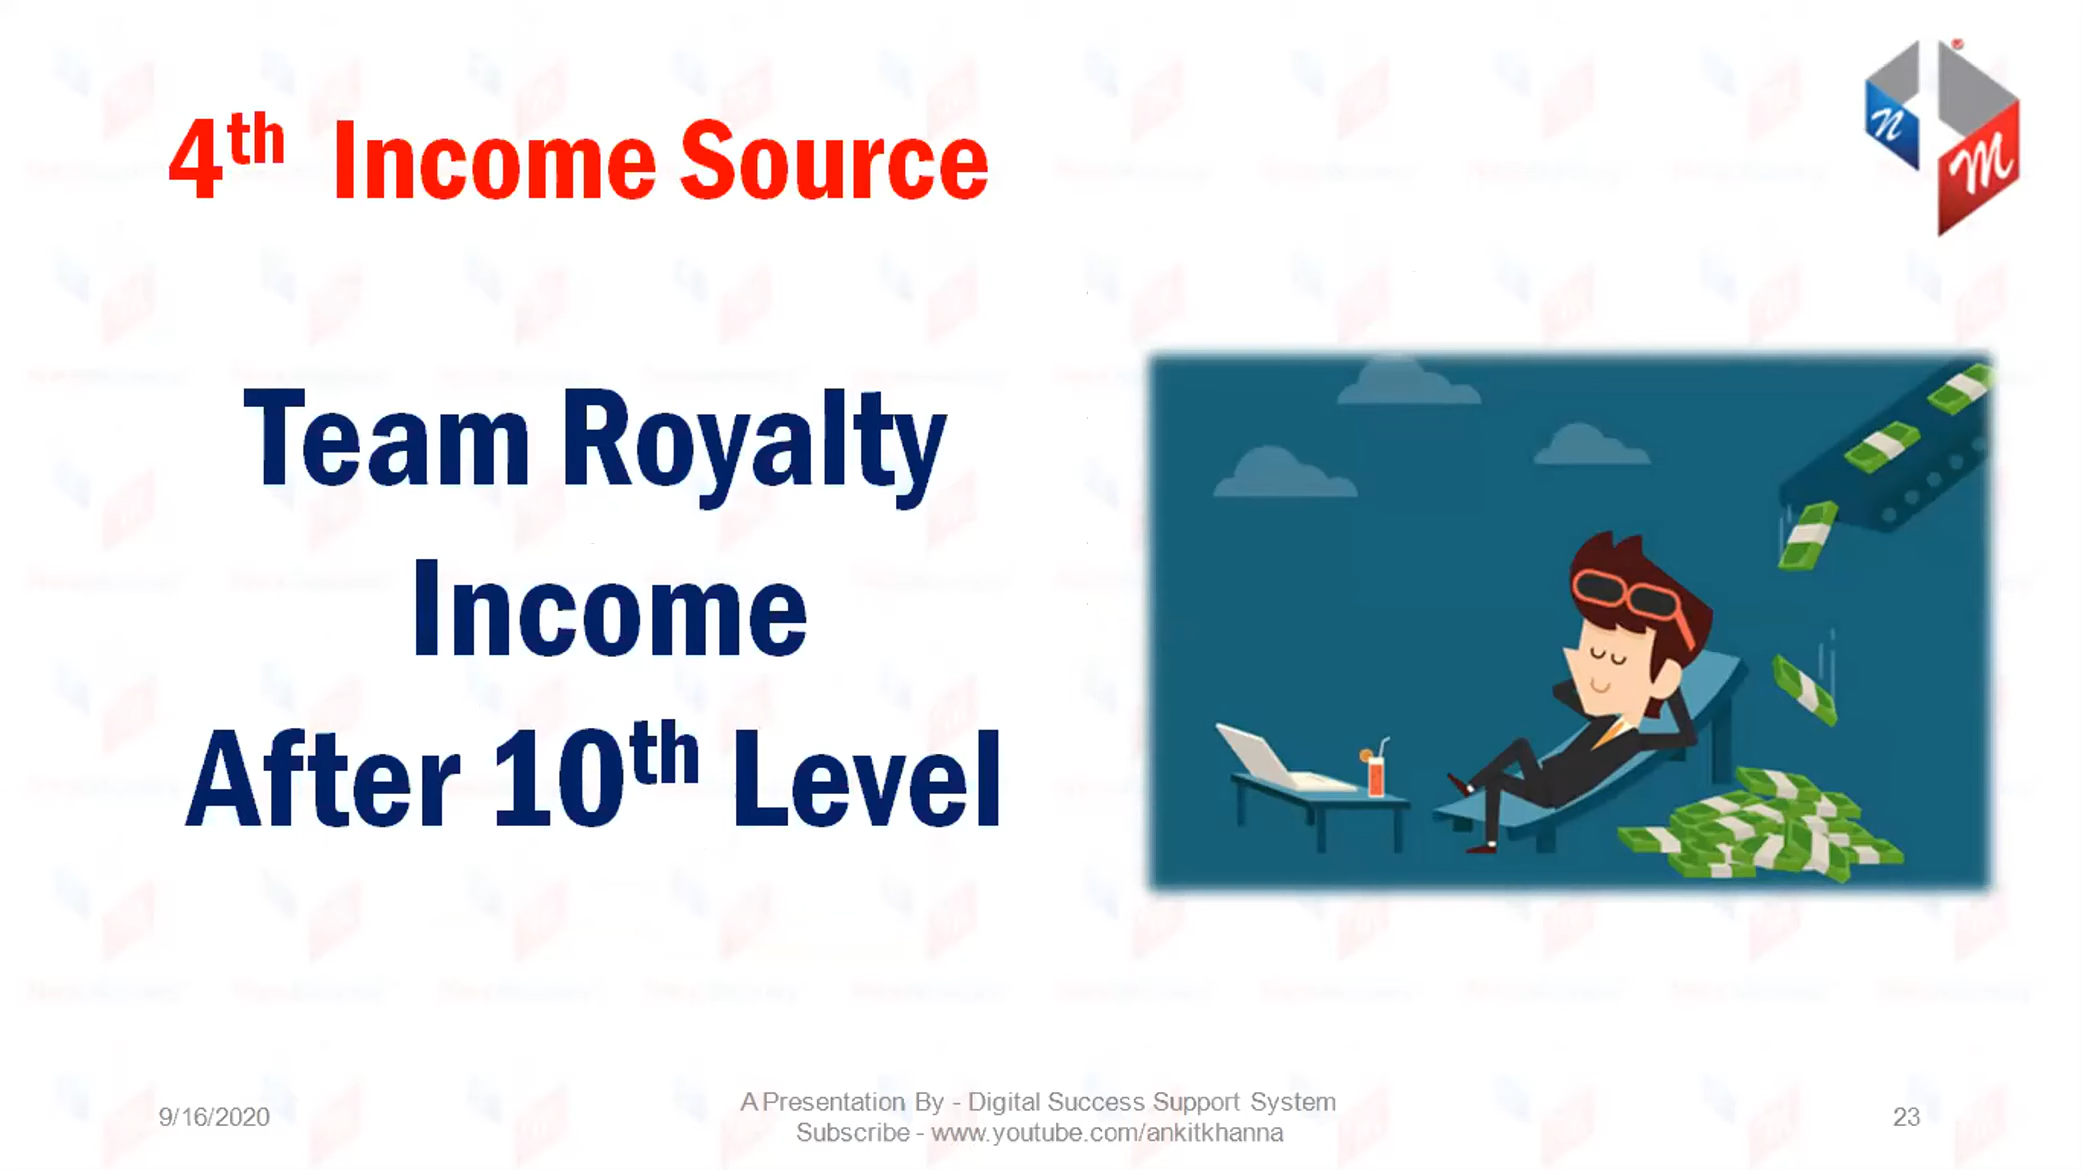 4th Income Source
n
M
Team Royalty
Income
After 10th Level
9/16/2020
A Presentation By - Digital Success Support System
Subscribe - www.youtube.com/ankitkhanna
23